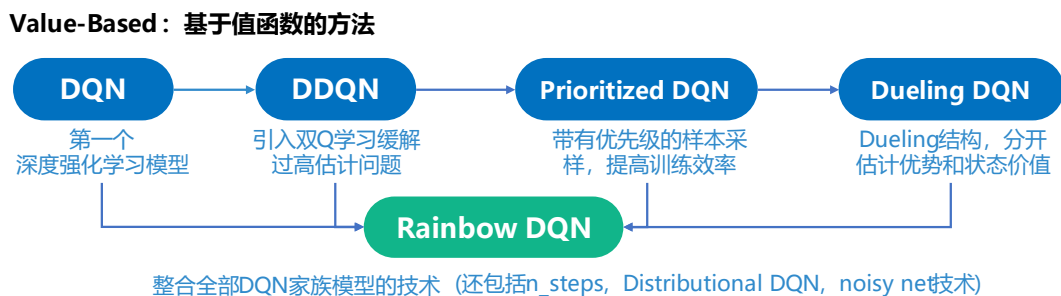 Value-Based：基于值函数的方法
DQN
DDQN
Prioritized DQN
Dueling DQN
第一个
深度强化学习模型
引入双Q学习缓解
过高估计问题
带有优先级的样本采
样，提高训练效率
Dueling结构，分开
估计优势和状态价值
Rainbow DQN
整合全部DQN家族模型的技术（还包括n_steps，Distributional DQN，noisy net技术）